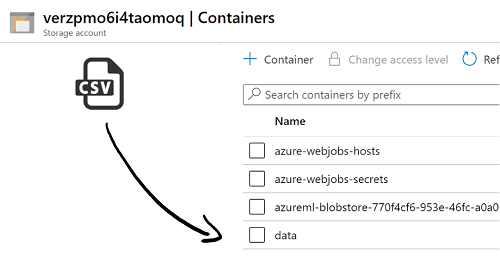 verzpmo6i4taomoq | Containers
Storage account
CSV
+ Container Change access level Ref
Search containers by prefix
Name
azure-webjobs-hosts
azure-webjobs-secrets
azureml-blobstore-770f4cf6-953e-46fc-a0a0
data